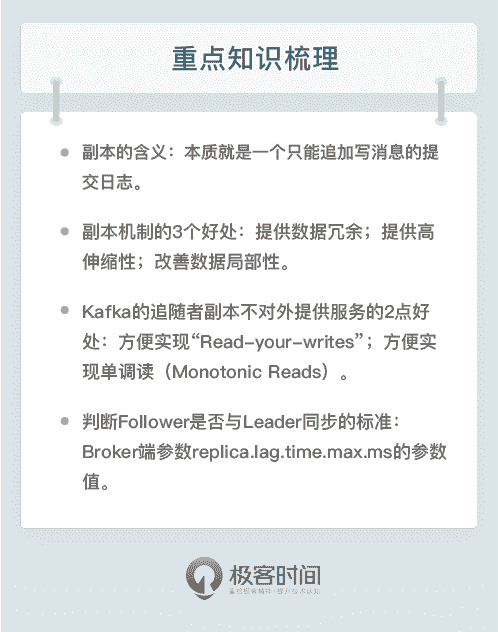 重点知识梳理
● 副本的含义：本质就是一个只能追加写消息的提
交日志。
● 副本机制的3个好处：提供数据冗余；提供高
伸缩性；改善数据局部性。
● Kafka的追随者副本不对外提供服务的2点好
处：方便实现“Read-your-writes”；方便实
现单调读（Monotonic Reads）。
● 判断Follower是否与Leader同步的标准：
Broker端参数replica.lag.time.max.ms的参数
值。
极客时间